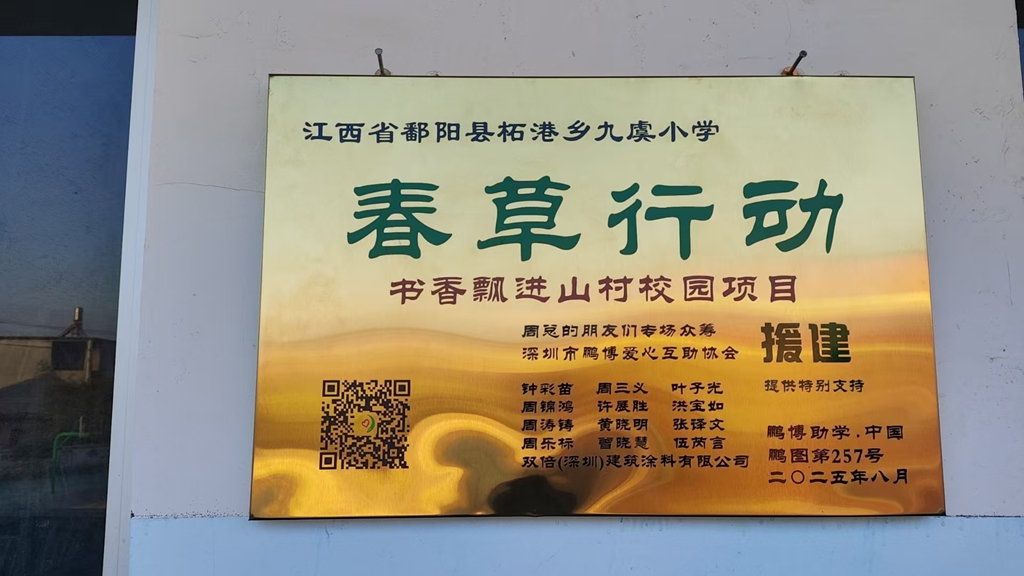 江西省鄱阳县柘港乡九虞小学
春草行动
书香飘进山村校园项目
周总的朋友们专场众筹
深圳市鹏博爱心互助协会
援建
钟彩苗 周三义 叶子光
周锦鸿 许展胜 洪宝如
周涛铸 黄晓明 张铎文
周乐标 曾晓慧 伍芮言
双倍(深圳)建筑涂料有限公司
提供特别支持
鹏博助学.中国
鹏图第257号
二〇二五年八月